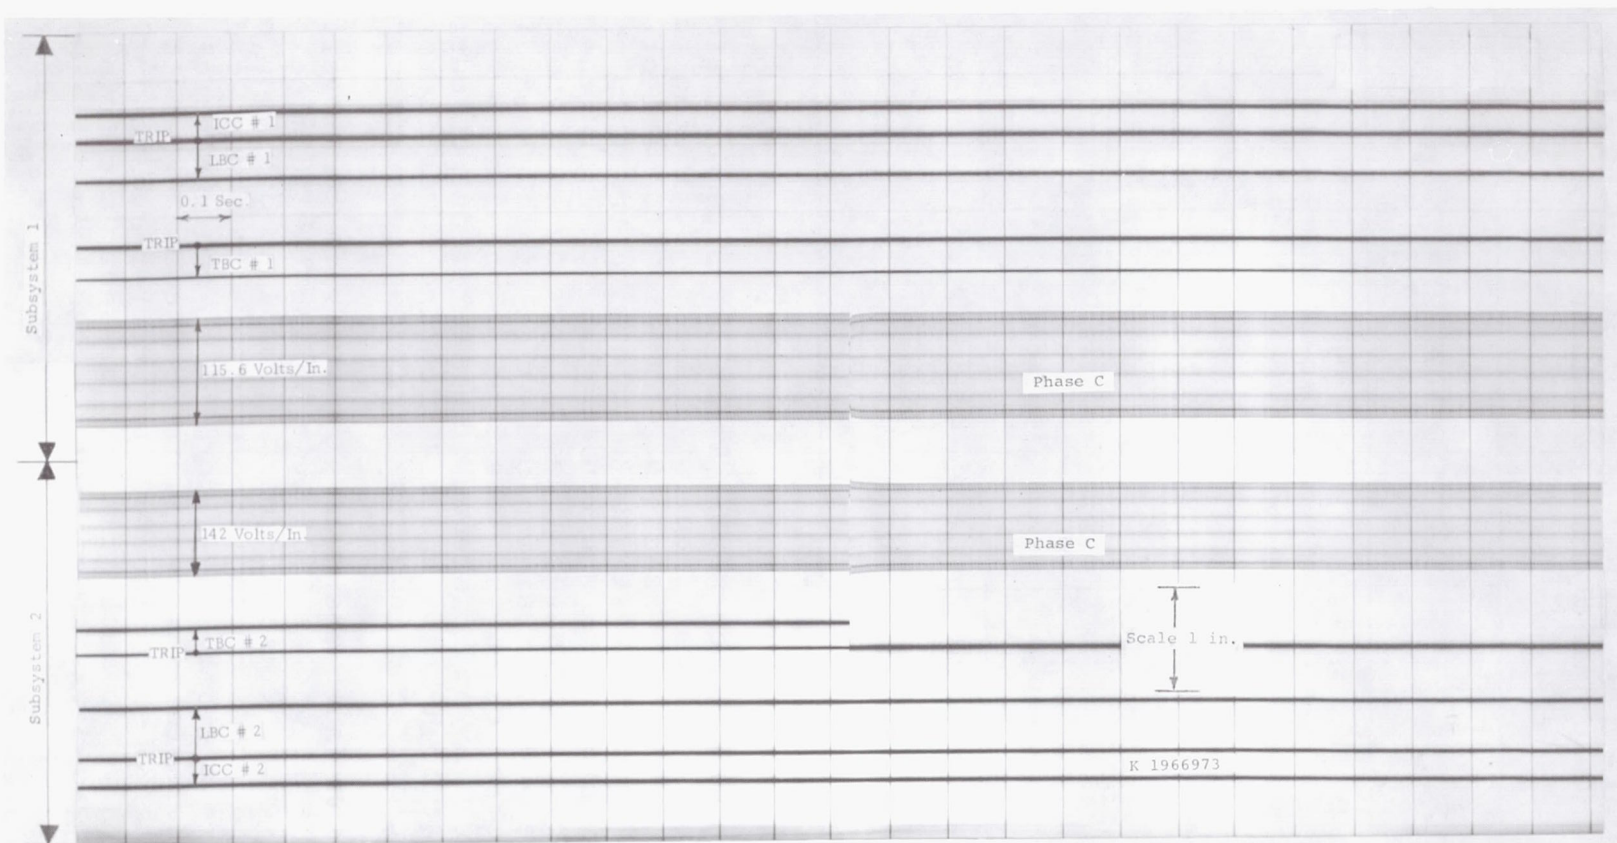 ICC # 1
TRIP
LBC # 1
0.1 Sec.
TRIP
TBC # 1
Subsystem 1
115.6 Volts/In.
Phase C
142 Volts/In.
Phase C
TBC # 2
Scale 1 in.
TRIP
Subsystem 2
LBC # 2
TRIP
ICC # 2
K 1966973